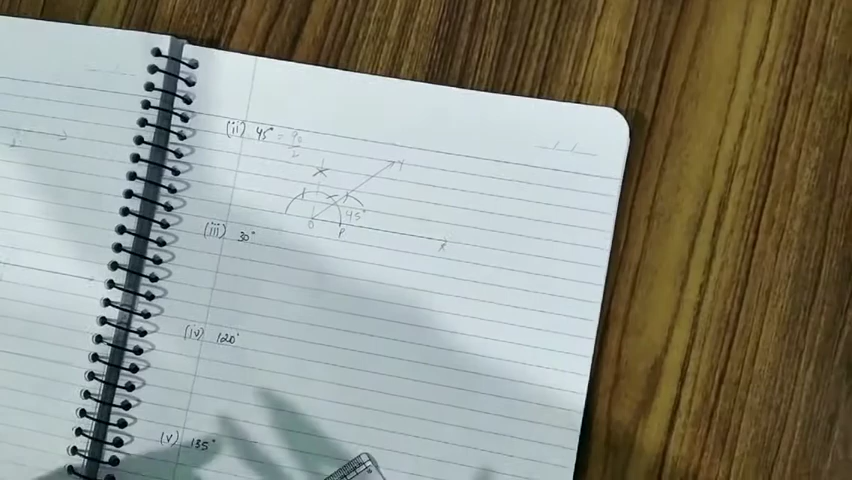 (ii) 45° = 90/2
Y
45°
O P X
(iii) 30°
(iv) 120°
(v) 135°